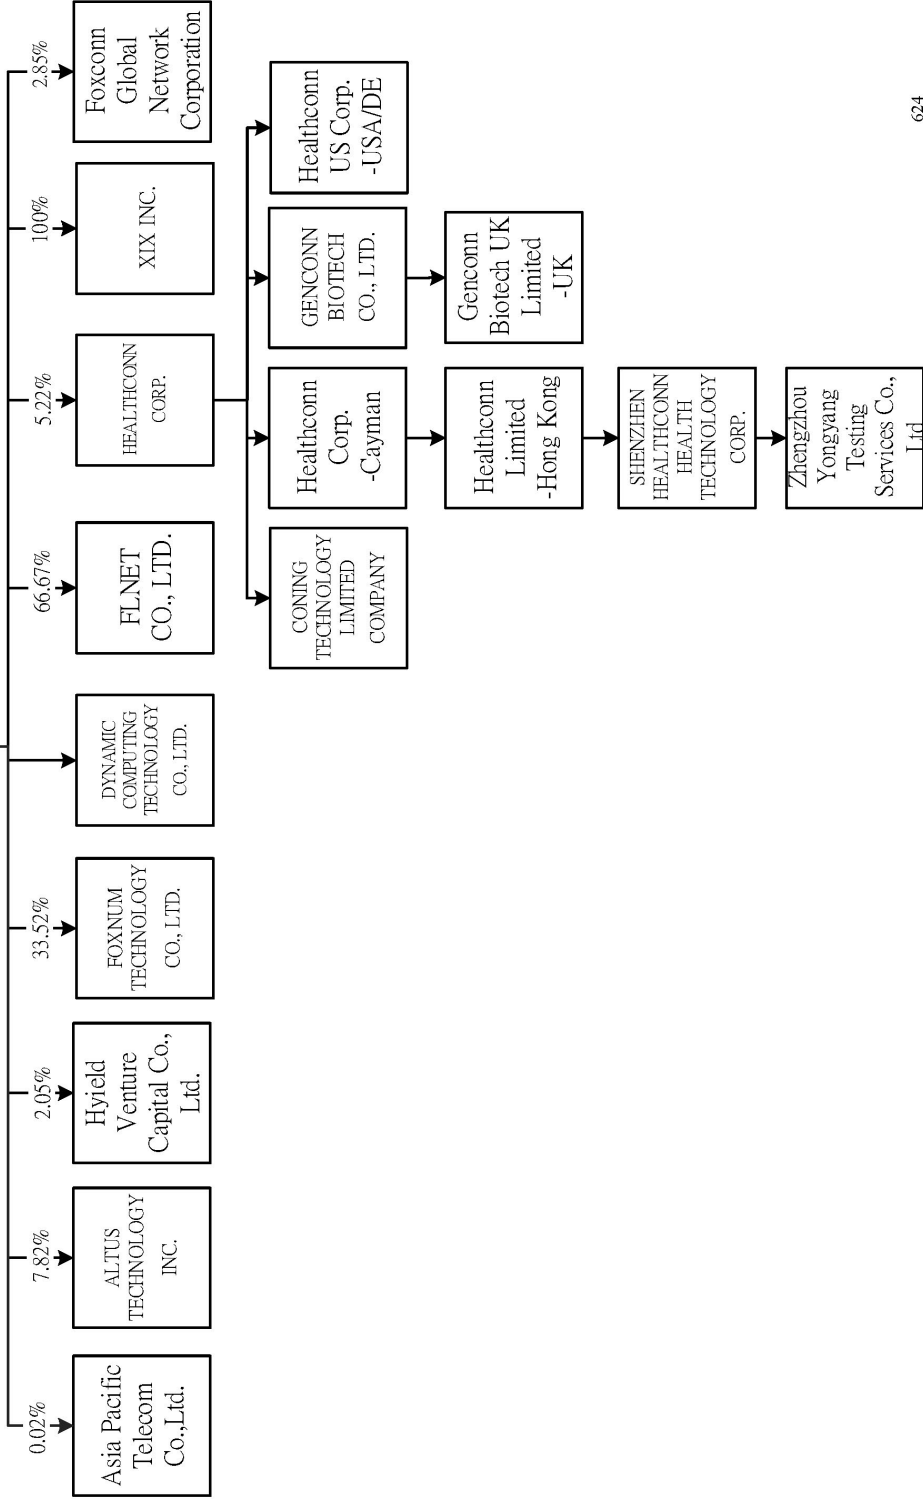 0.02%
7.82%
2.05%
33.52%
66.67%
5.22%
100%
2.85%
Asia Pacific
Telecom
Co.,Ltd.
ALTUS
TECHNOLOGY
INC.
Hyield
Venture
Capital Co.,
Ltd.
FOXNUM
TECHNOLOGY
CO., LTD.
DYNAMIC
COMPUTING
TECHNOLOGY
CO., LTD.
FLNET
CO., LTD.
HEALTHCONN
CORP.
XIX INC.
Foxconn
Global
Network
Corporation
CONING
TECHNOLOGY
LIMITED
COMPANY
Healthconn
Corp.
-Cayman
GENCONN
BIOTECH
CO., LTD.
Healthconn
US Corp.
-USA/DE
Healthconn
Limited
-Hong Kong
Genconn
Biotech UK
Limited
-UK
SHENZHEN
HEALTHCONN
HEALTH
TECHNOLOGY
CORP.
Zhengzhou
Yongyang
Testing
Services Co.,
Ltd
624